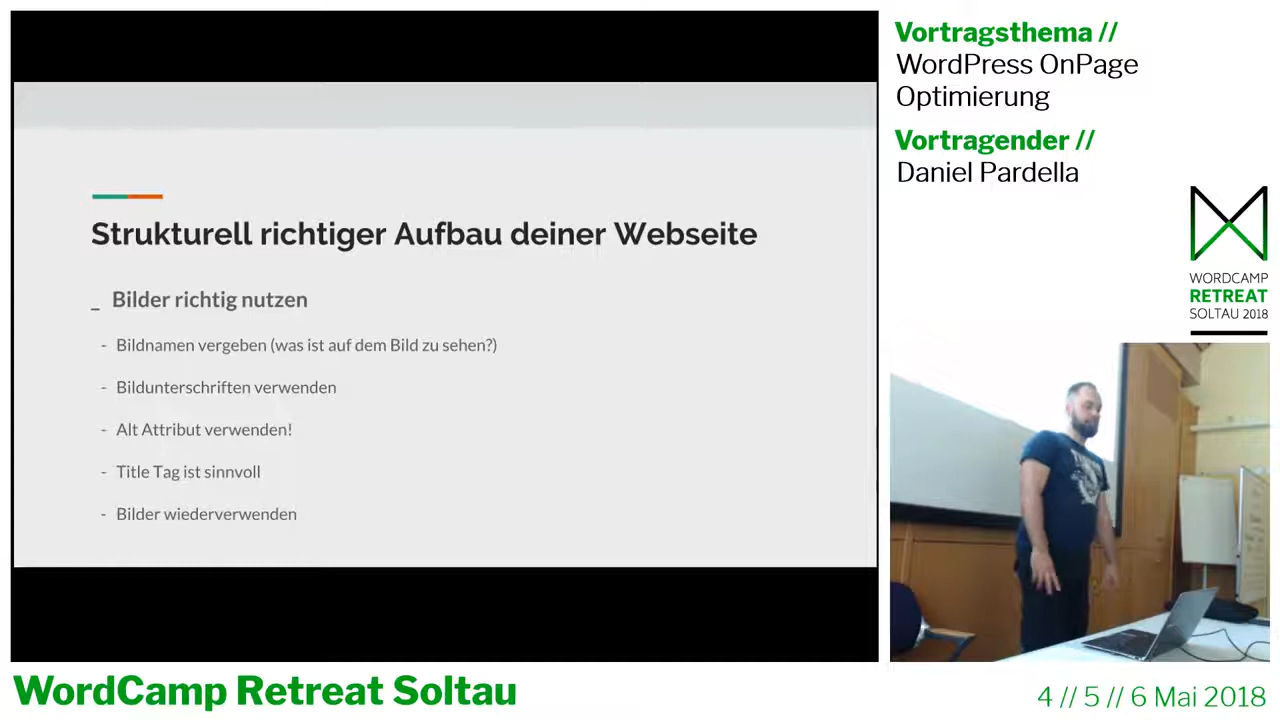 Strukturell richtiger Aufbau deiner Webseite
_ Bilder richtig nutzen
- Bildnamen vergeben (was ist auf dem Bild zu sehen?)
- Bildunterschriften verwenden
- Alt Attribut verwenden!
- Title Tag ist sinnvoll
- Bilder wiederverwenden
Vortragsthema //
WordPress OnPage
Optimierung
Vortragender //
Daniel Pardella
WORDCAMP
RETREAT
SOLTAU 2018
WordCamp Retreat Soltau
4 // 5 // 6 Mai 2018